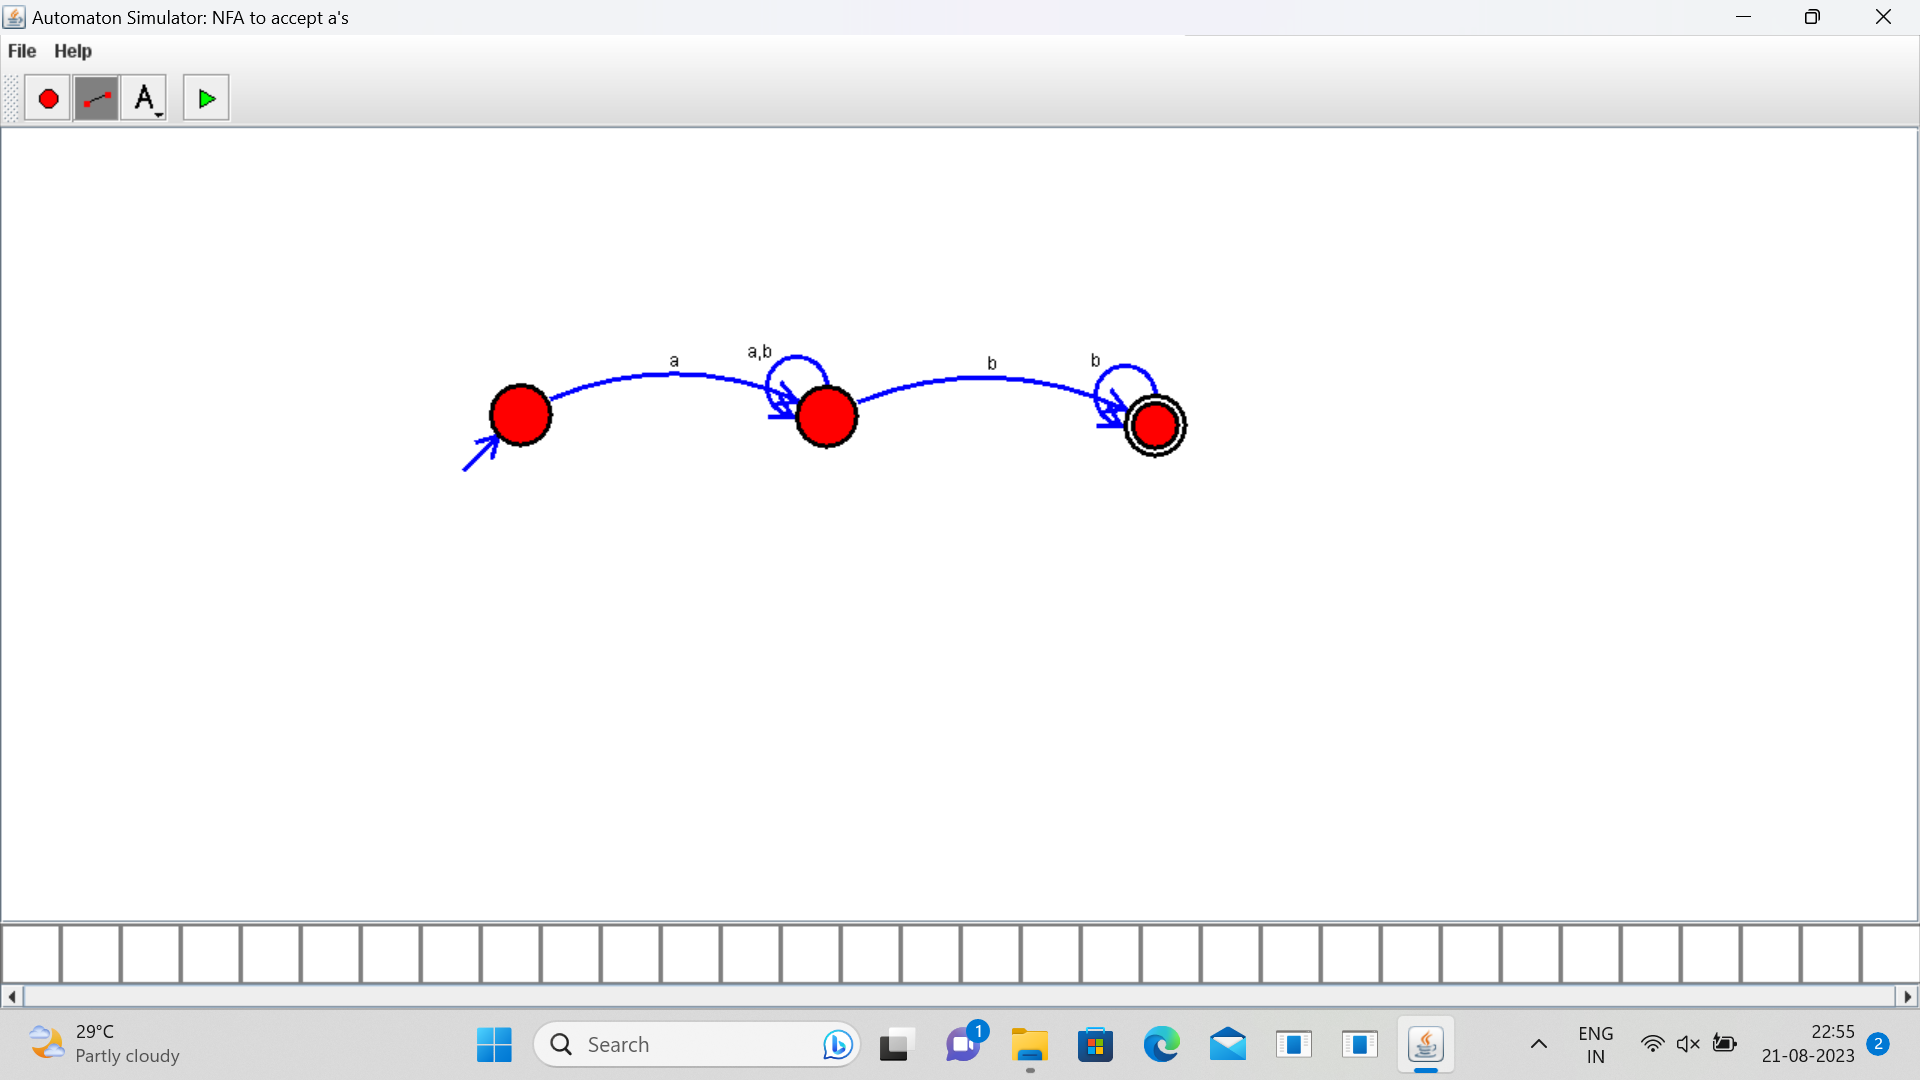 Automaton Simulator: NFA to accept a's
File Help
A
a
a,b
b
b
29°C
Partly cloudy
Search
1
ENG
IN
22:55
21-08-2023
2